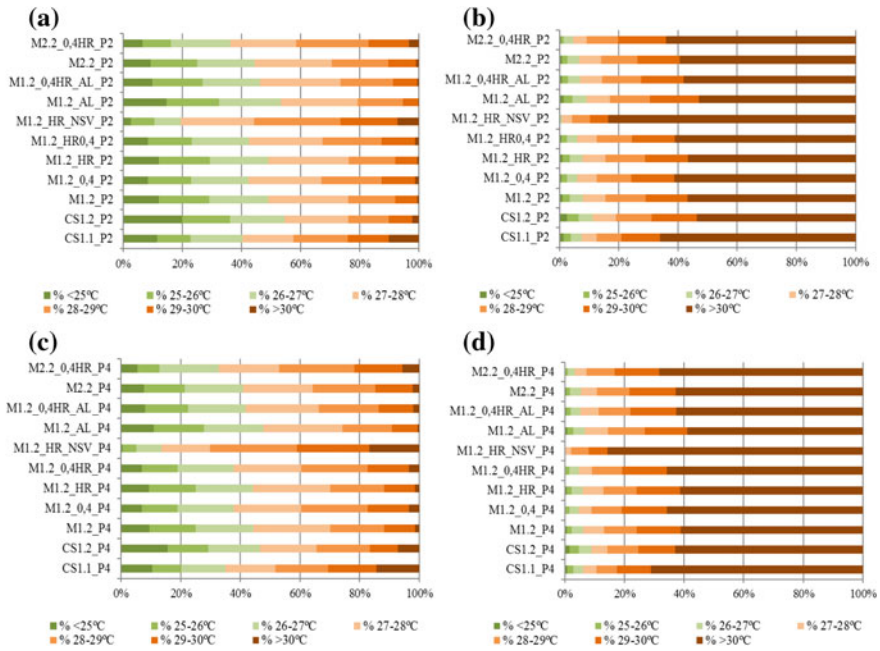 (a)
M2.2_0,4HR_P2
M2.2_P2
M1.2_0,4HR_AL_P2
M1.2_AL_P2
M1.2_HR_NSV_P2
M1.2_HR0,4_P2
M1.2_HR_P2
M1.2_0,4_P2
M1.2_P2
CS1.2_P2
CS1.1_P2
0% 20% 40% 60% 80% 100%
% <25ºC % 25-26ºC % 26-27ºC % 27-28ºC
% 28-29ºC % 29-30ºC % >30ºC
(b)
M2.2_0,4HR_P2
M2.2_P2
M1.2_0,4HR_AL_P2
M1.2_AL_P2
M1.2_HR_NSV_P2
M1.2_HR0,4_P2
M1.2_HR_P2
M1.2_0,4_P2
M1.2_P2
CS1.2_P2
CS1.1_P2
0% 20% 40% 60% 80% 100%
% <25ºC % 25-26ºC % 26-27ºC % 27-28ºC
% 28-29ºC % 29-30ºC % >30ºC
(c)
M2.2_0,4HR_P4
M2.2_P4
M1.2_0,4HR_AL_P4
M1.2_AL_P4
M1.2_HR_NSV_P4
M1.2_0,4HR_P4
M1.2_HR_P4
M1.2_0,4_P4
M1.2_P4
CS1.2_P4
CS1.1_P4
0% 20% 40% 60% 80% 100%
% <25ºC % 25-26ºC % 26-27ºC % 27-28ºC
% 28-29ºC % 29-30ºC % >30ºC
(d)
M2.2_0,4HR_P4
M2.2_P4
M1.2_0,4HR_AL_P4
M1.2_AL_P4
M1.2_HR_NSV_P4
M1.2_0,4HR_P4
M1.2_HR_P4
M1.2_0,4_P4
M1.2_P4
CS1.2_P4
CS1.1_P4
0% 20% 40% 60% 80% 100%
% <25ºC % 25-26ºC % 26-27ºC % 27-28ºC
% 28-29ºC % 29-30ºC % >30ºC